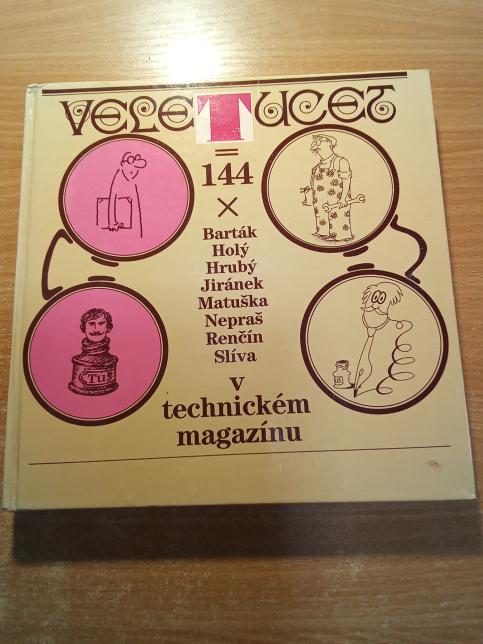 VELETUCET
=
144
×
Barták
Holý
Hrubý
Jiránek
Matuška
Nepraš
Renčín
Slíva
Tuš
v
technickém
magazínu